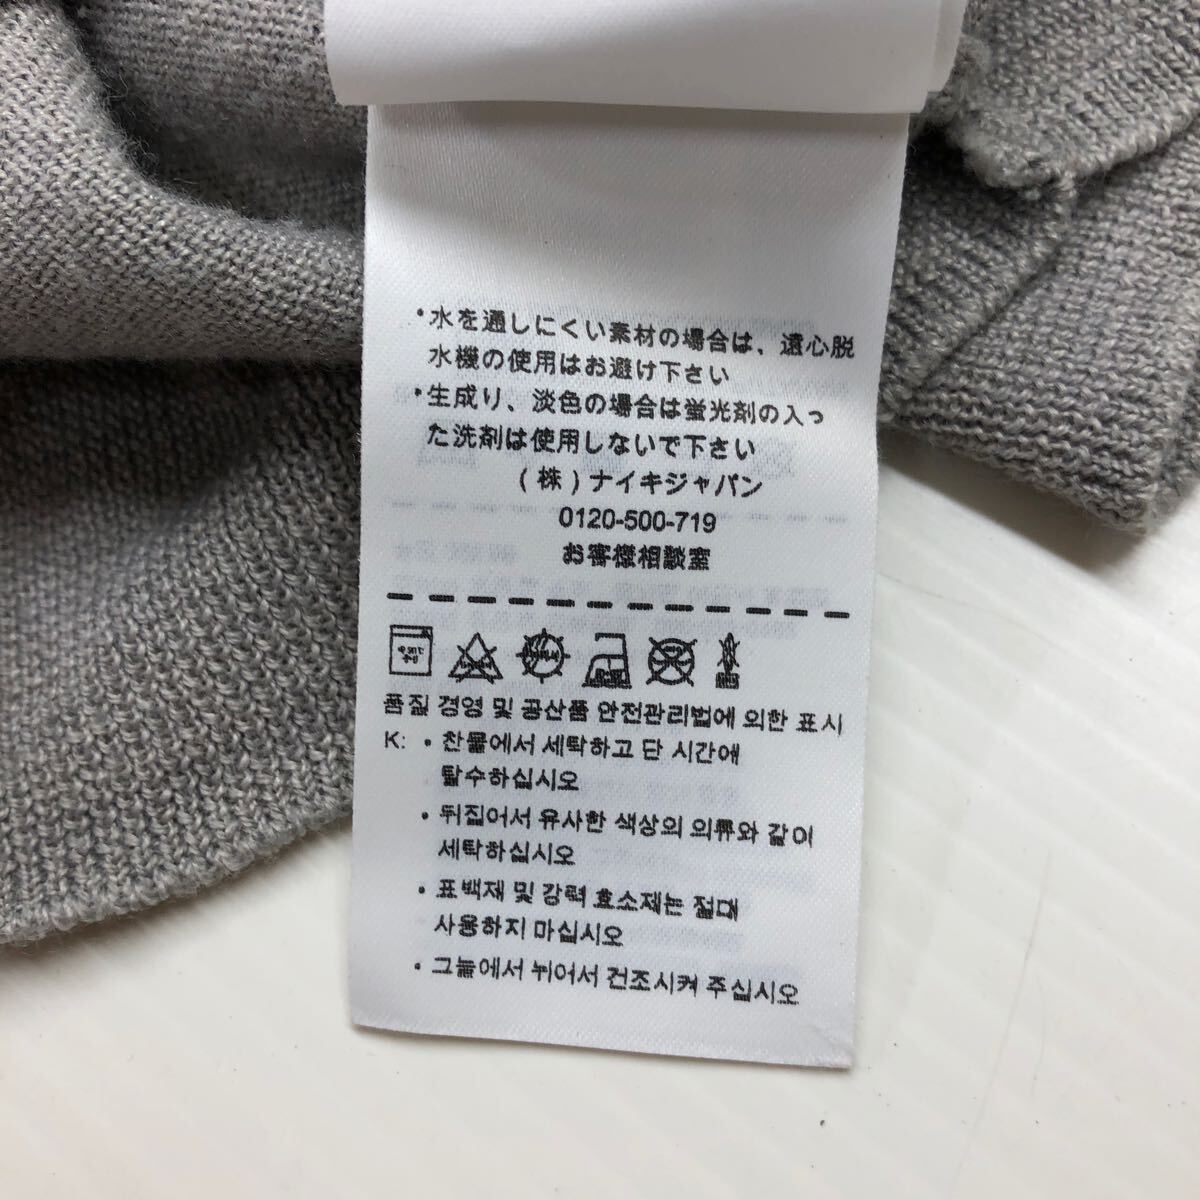 ・水を通しにくい素材の場合は、遠心脱
水機の使用はお避け下さい
・生成り、淡色の場合は蛍光剤の入っ
た洗剤は使用しないで下さい
(株)ナイキジャパン
0120-500-719
お客様相談室
품질 경영 및 공산품 안전관리법에 의한 표시
K: • 찬물에서 세탁하고 단 시간에
탈수하십시오
• 뒤집어서 유사한 색상의 의류와 같이
세탁하십시오
• 표백제 및 강력 효소제는 절대
사용하지 마십시오
• 그늘에서 뉘어서 건조시켜 주십시오